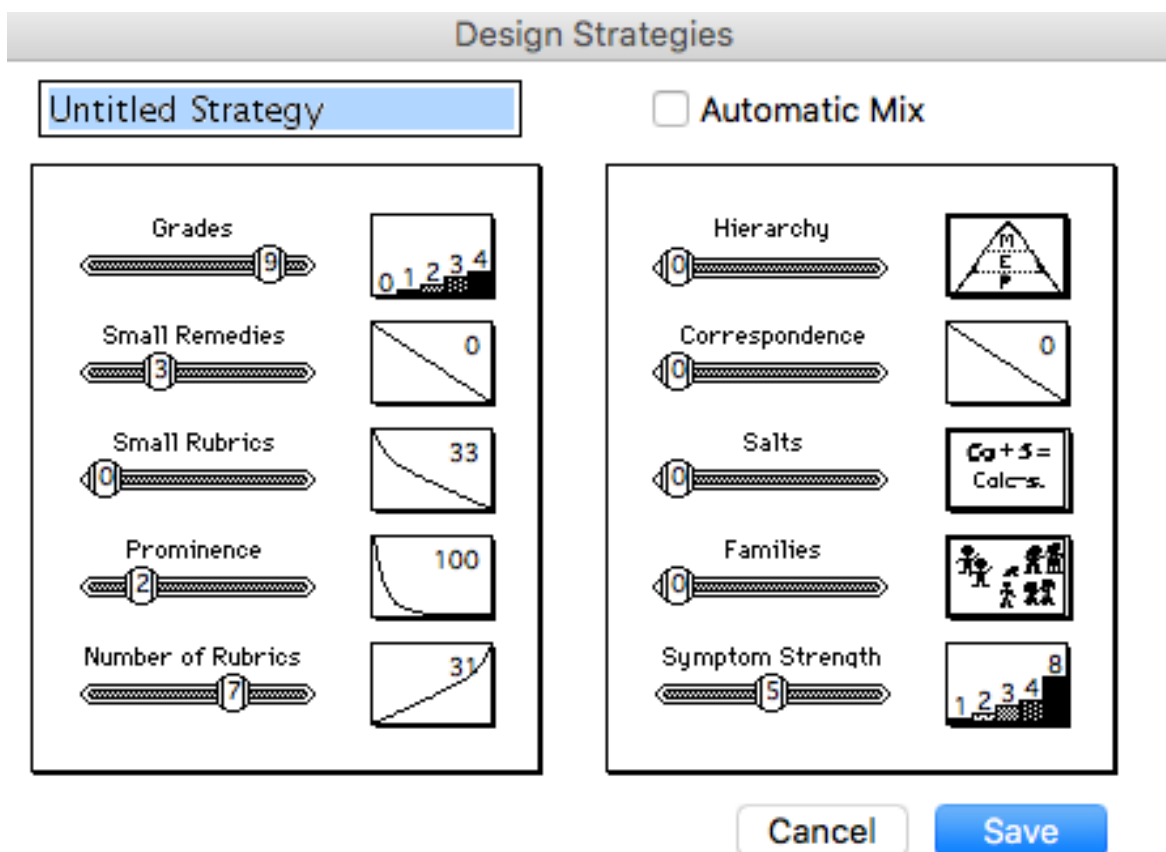 Design Strategies
Untitled Strategy
Automatic Mix
Grades
9
0 1 2 3 4
Small Remedies
3
0
Small Rubrics
0
33
Prominence
2
100
Number of Rubrics
7
31
Hierarchy
0
M
E
P
Correspondence
0
0
Salts
0
Ca + S =
Calc-s.
Families
0
Symptom Strength
5
1 2 3 4 8
Cancel
Save